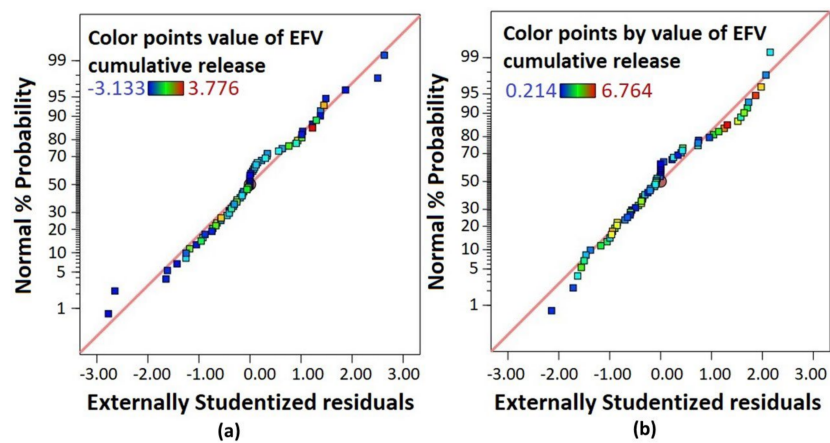 Color points value of EFV
cumulative release
-3.133 3.776
Normal % Probability
99
95
90
80
70
50
30
20
10
5
1
-3.00 -2.00 -1.00 0.00 1.00 2.00 3.00
Externally Studentized residuals
(a)
Color points by value of EFV
cumulative release
0.214 6.764
Normal % Probability
99
95
90
80
70
50
30
20
10
5
1
-3.00 -2.00 -1.00 0.00 1.00 2.00 3.00
Externally Studentized residuals
(b)